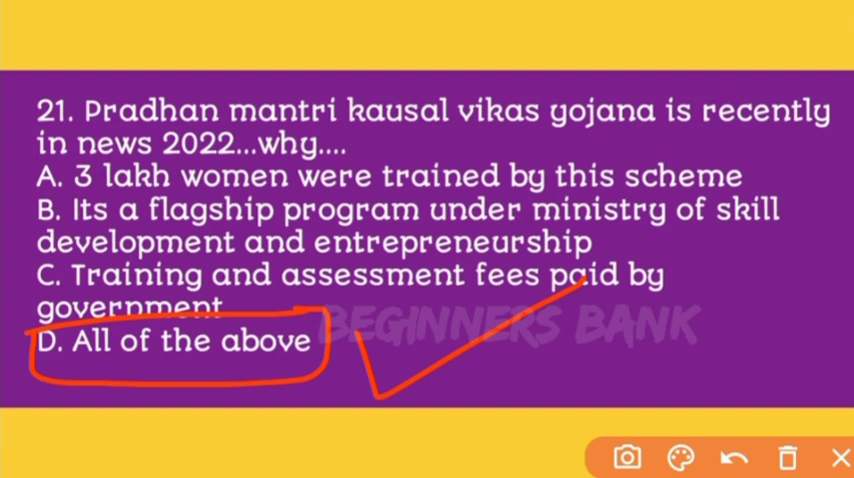 21. Pradhan mantri kausal vikas yojana is recently
in news 2022...why....
A. 3 lakh women were trained by this scheme
B. Its a flagship program under ministry of skill
development and entrepreneurship
C. Training and assessment fees paid by
government
D. All of the above
BEGINNERS BANK